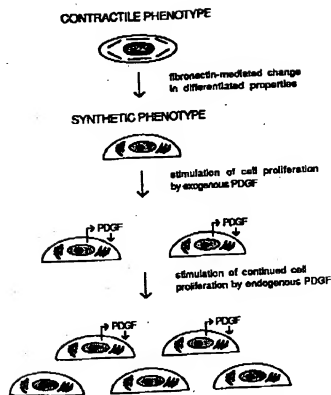 CONTRACTILE PHENOTYPE
fibronectin-mediated change
in differentiated properties
SYNTHETIC PHENOTYPE
stimulation of cell proliferation
by exogenous PDGF
PDGF
PDGF
stimulation of continued cell
proliferation by endogenous PDGF
PDGF
PDGF